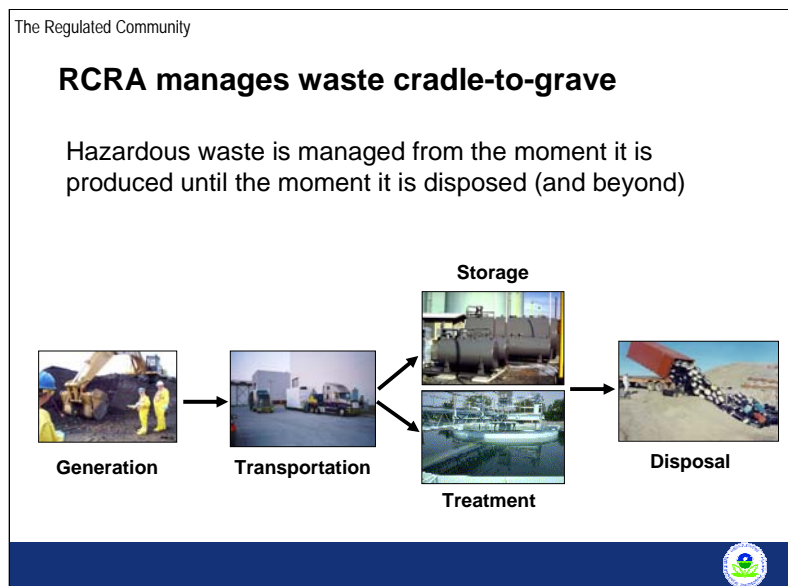 The Regulated Community
RCRA manages waste cradle-to-grave
Hazardous waste is managed from the moment it is
produced until the moment it is disposed (and beyond)
Storage
Generation
Transportation
Treatment
Disposal